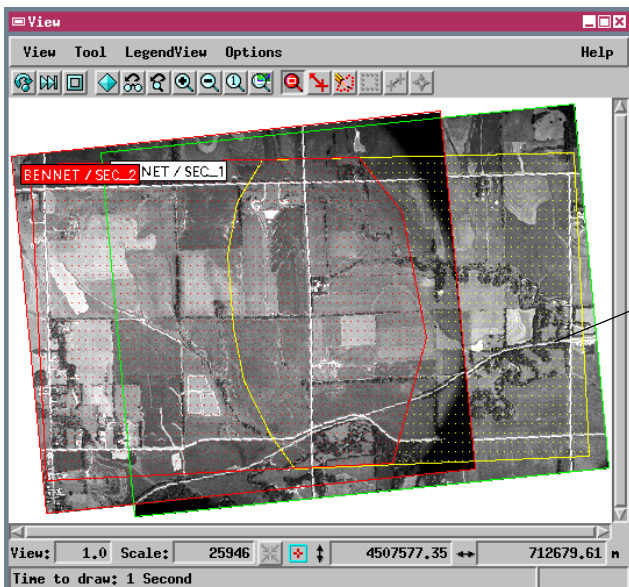 View
View Tool LegendView Options Help
BENNET / SEC_2 NET / SEC_1
View: 1.0 Scale: 25946 4507577.35 712679.61 m
Time to draw: 1 Second